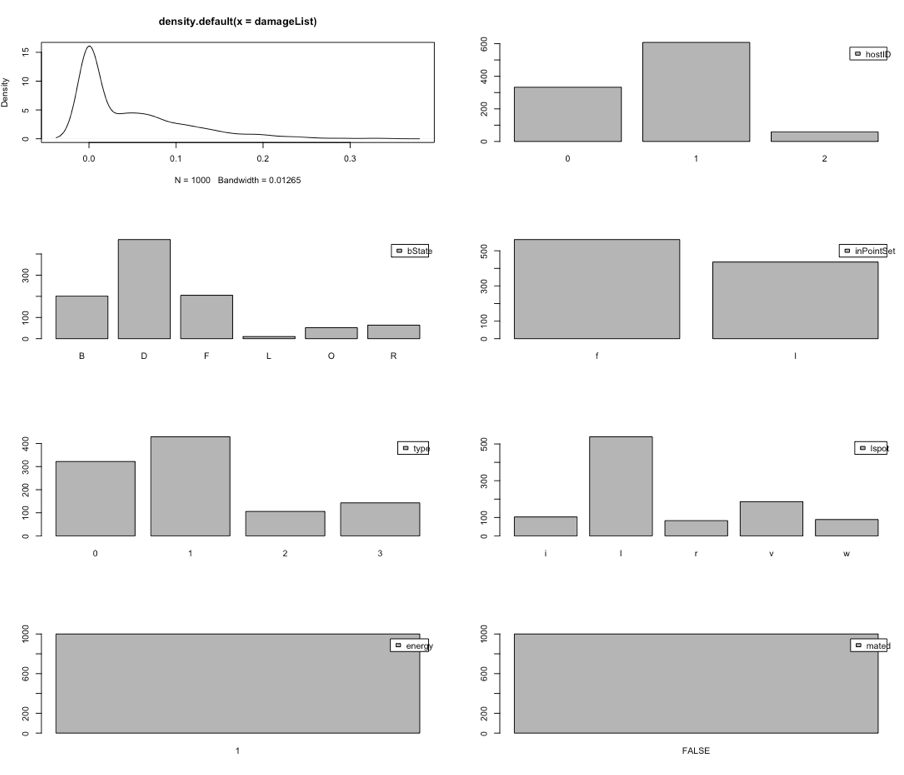 density.default(x = damageList)
Density
0 5 10 15
0.0 0.1 0.2 0.3
N = 1000 Bandwidth = 0.01265
hostID
0 200 400 600
0 1 2
bState
0 100 300
B D F L O R
inPointSet
0 100 300 500
f l
type
0 100 200 300 400
0 1 2 3
lspot
0 100 300 500
i l r v w
energy
0 200 600 1000
1
mated
0 200 600 1000
FALSE